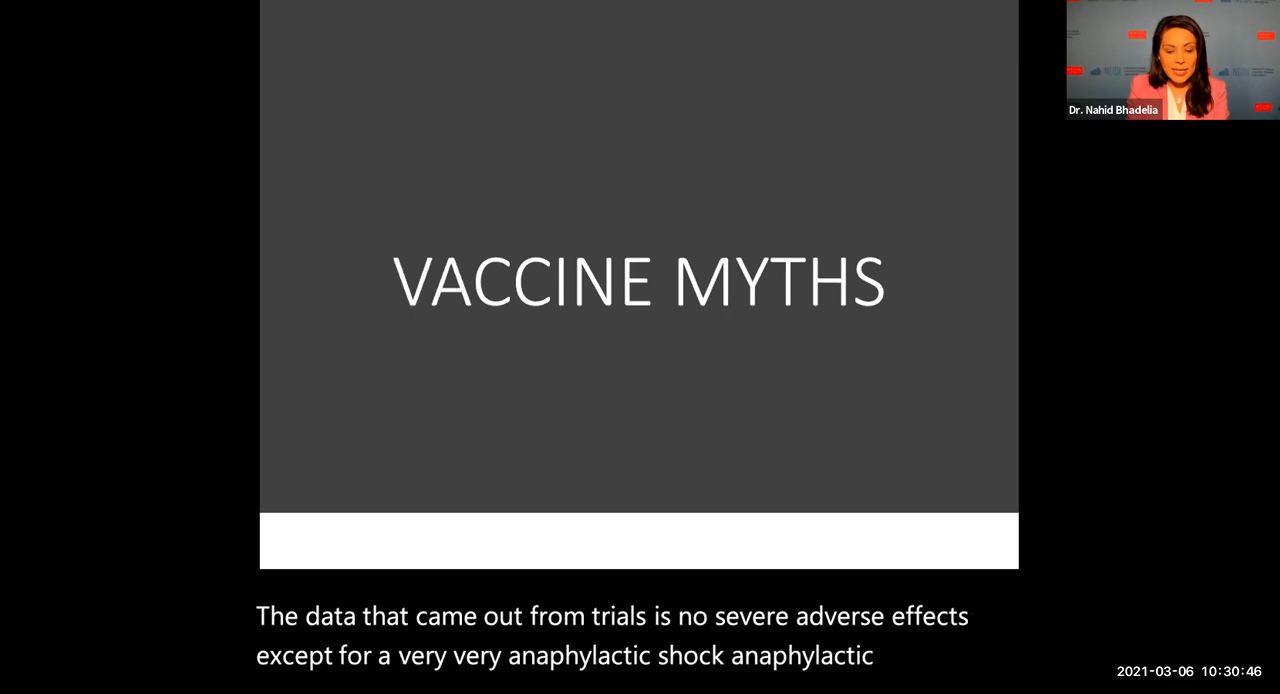 Dr. Nahid Bhadelia
VACCINE MYTHS
The data that came out from trials is no severe adverse effects
except for a very very anaphylactic shock anaphylactic
2021-03-06 10:30:46